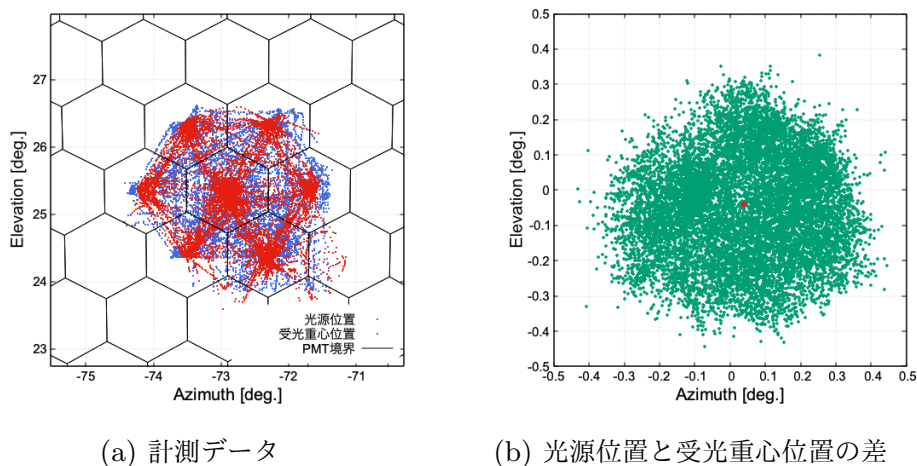 27
26
25
24
23
Elevation [deg.]
-75
-74
-73
-72
-71
Azimuth [deg.]
光源位置
受光重心位置
PMT境界
0.5
0.4
0.3
0.2
0.1
0
-0.1
-0.2
-0.3
-0.4
-0.5
Elevation [deg.]
-0.5 -0.4 -0.3 -0.2 -0.1 0 0.1 0.2 0.3 0.4 0.5
Azimuth [deg.]
(a) 計測データ
(b) 光源位置と受光重心位置の差